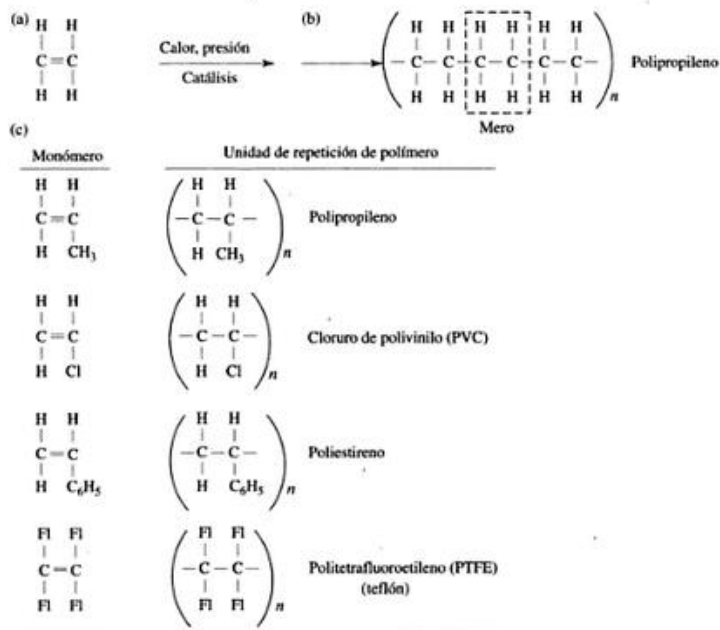 (a) H H
C=C
H H
Calor, presión
Catálisis
(b)
H H H H H H
— C — C — C — C — C — C —
H H H H H H
n
Polipropileno
Mero
(c)
Monómero Unidad de repetición de polímero
H H H H
C=C —C—C— Polipropileno
H CH₃ H CH₃ n
H H H H
C=C —C—C— Cloruro de polivinilo (PVC)
H Cl H Cl n
H H H H
C=C —C—C— Poliestireno
H C₆H₅ H C₆H₅ n
Fl Fl Fl Fl
C=C —C—C— Politetrafluoroetileno (PTFE)
(teflón)
Fl Fl Fl Fl n